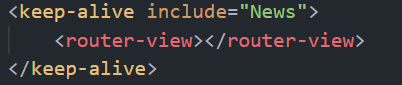 <keep-alive include="News">
    <router-view></router-view>
</keep-alive>